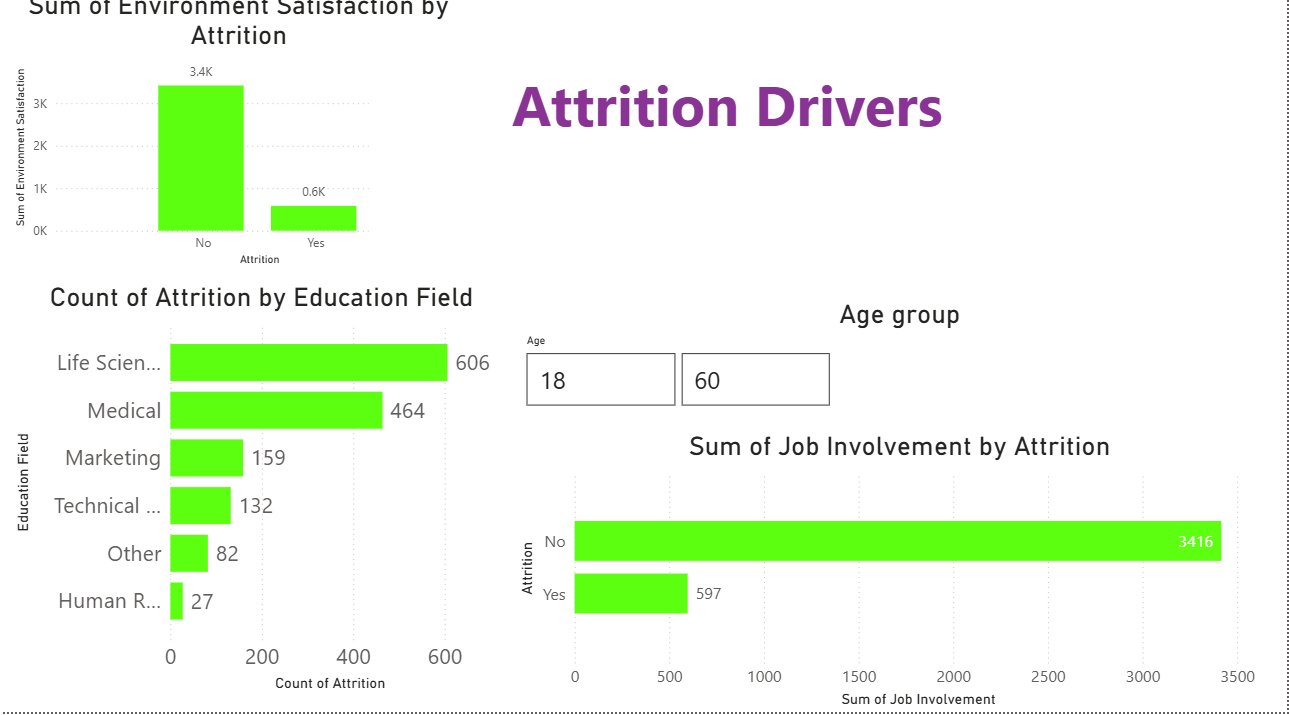 Sum of Environment Satisfaction by
Attrition
Sum of Environment Satisfaction
3.4K
3K
2K
1K
0K
0.6K
No
Yes
Attrition
Attrition Drivers
Count of Attrition by Education Field
Education Field
Life Scien... 606
Medical 464
Marketing 159
Technical ... 132
Other 82
Human R... 27
0 200 400 600
Count of Attrition
Age group
Age
18 60
Sum of Job Involvement by Attrition
Attrition
No 3416
Yes 597
0 500 1000 1500 2000 2500 3000 3500
Sum of Job Involvement